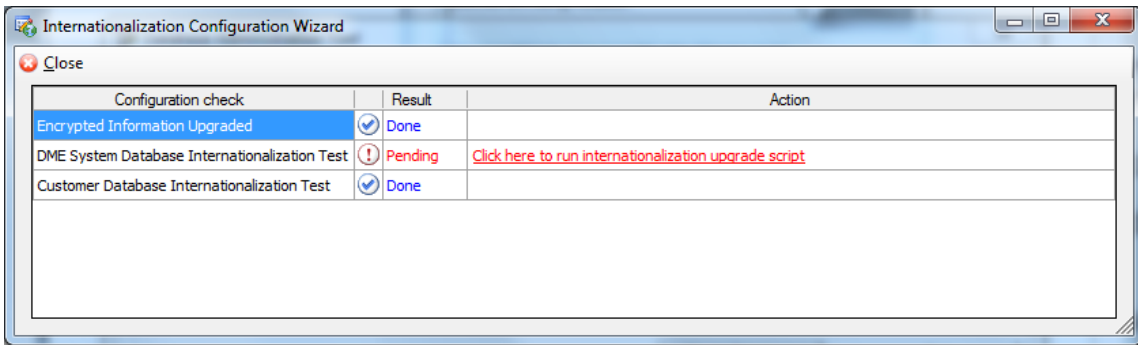 Internationalization Configuration Wizard
Close
Configuration check Result Action
Encrypted Information Upgraded Done
DME System Database Internationalization Test Pending Click here to run internationalization upgrade script
Customer Database Internationalization Test Done